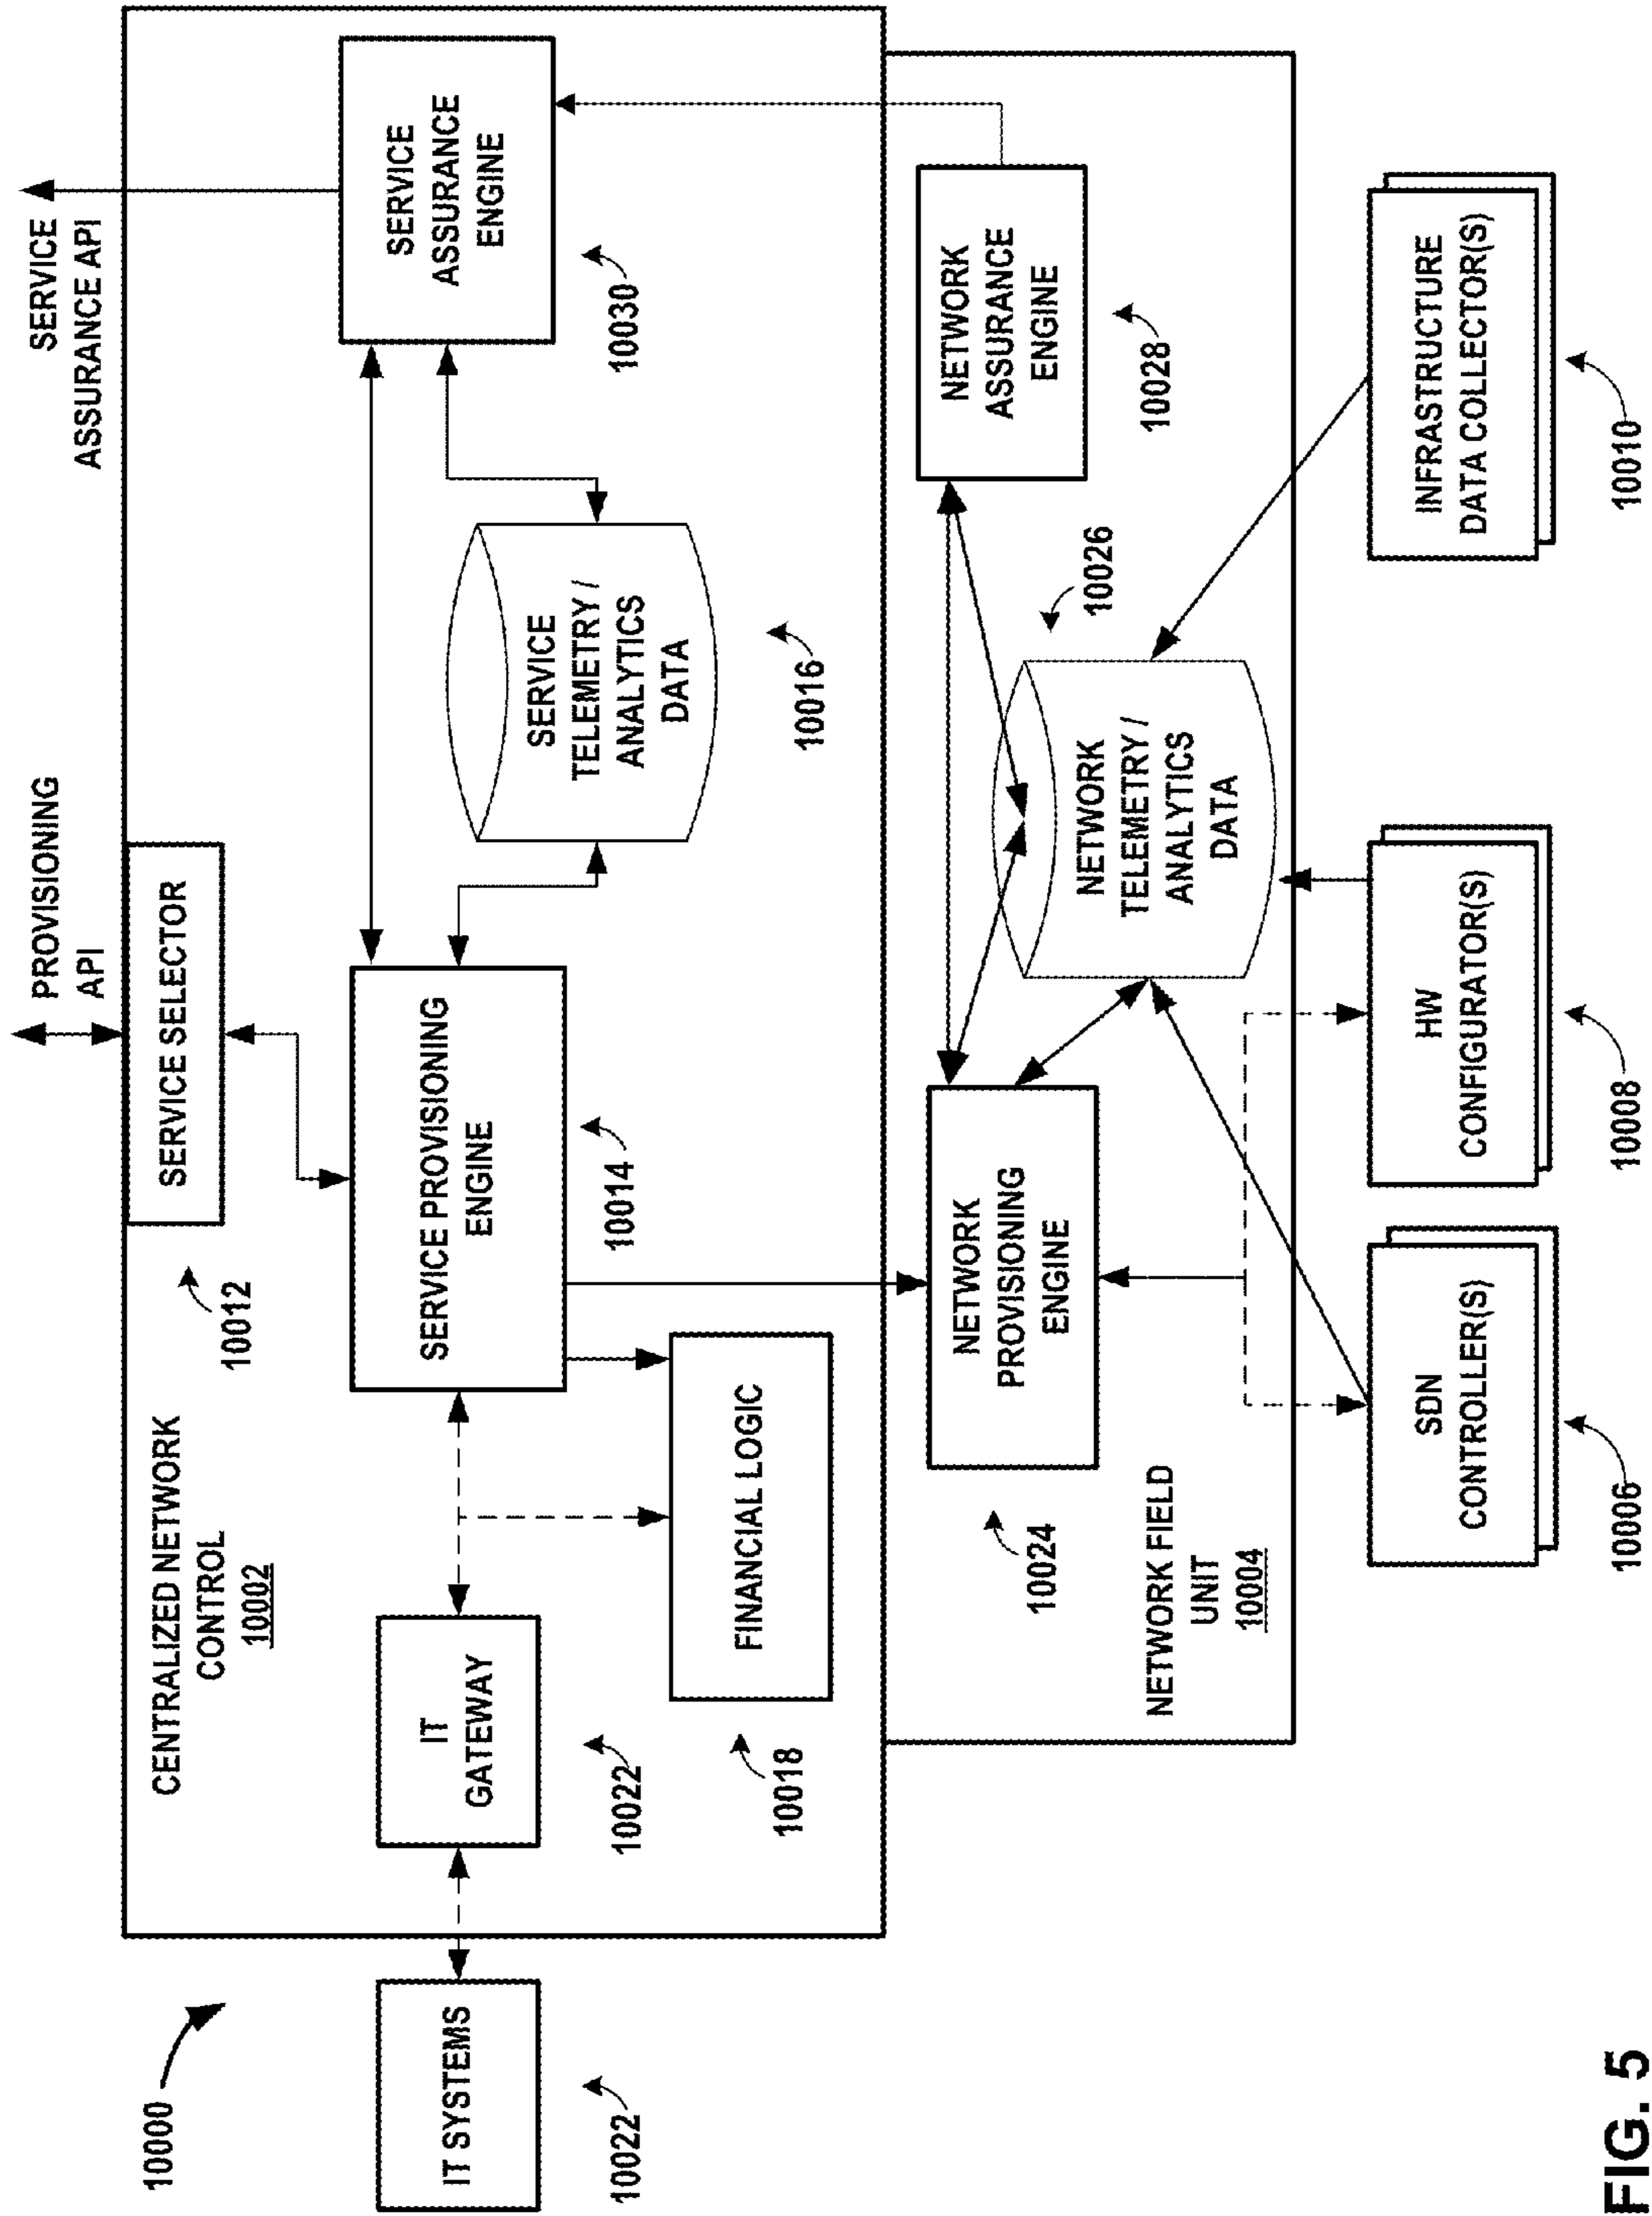 10000
PROVISIONING
API
SERVICE
ASSURANCE API
CENTRALIZED NETWORK
CONTROL
10002
10012
SERVICE SELECTOR
IT SYSTEMS
10022
IT
GATEWAY
10022
SERVICE PROVISIONING
ENGINE
10014
SERVICE
TELEMETRY /
ANALYTICS
DATA
10016
SERVICE
ASSURANCE
ENGINE
10030
FINANCIAL LOGIC
10018
NETWORK
PROVISIONING
ENGINE
10024
NETWORK
TELEMETRY /
ANALYTICS
DATA
10026
NETWORK
ASSURANCE
ENGINE
10028
NETWORK FIELD
UNIT
10004
SDN
CONTROLLER(S)
10006
HW
CONFIGURATOR(S)
10008
INFRASTRUCTURE
DATA COLLECTOR(S)
10010
FIG. 5